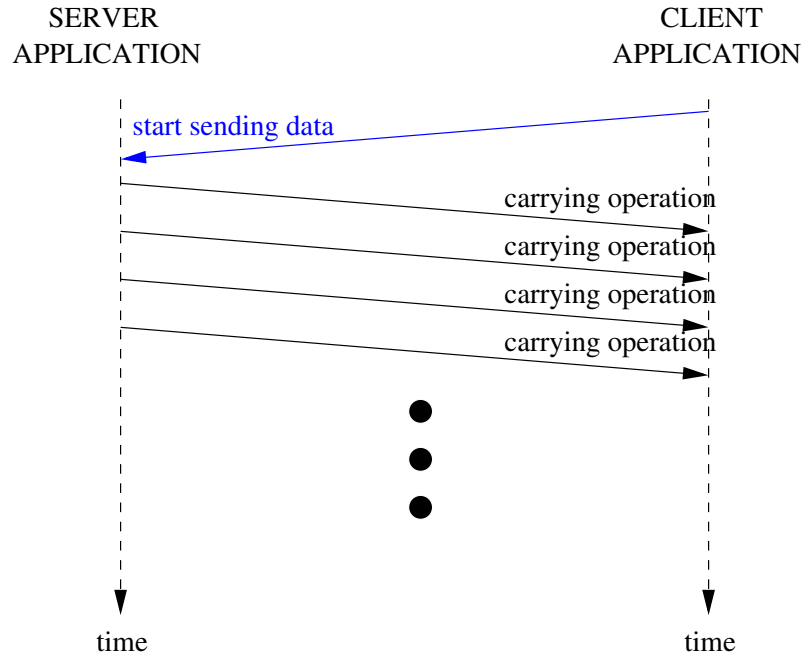 SERVER
APPLICATION
CLIENT
APPLICATION
start sending data
carrying operation
carrying operation
carrying operation
carrying operation
time
time